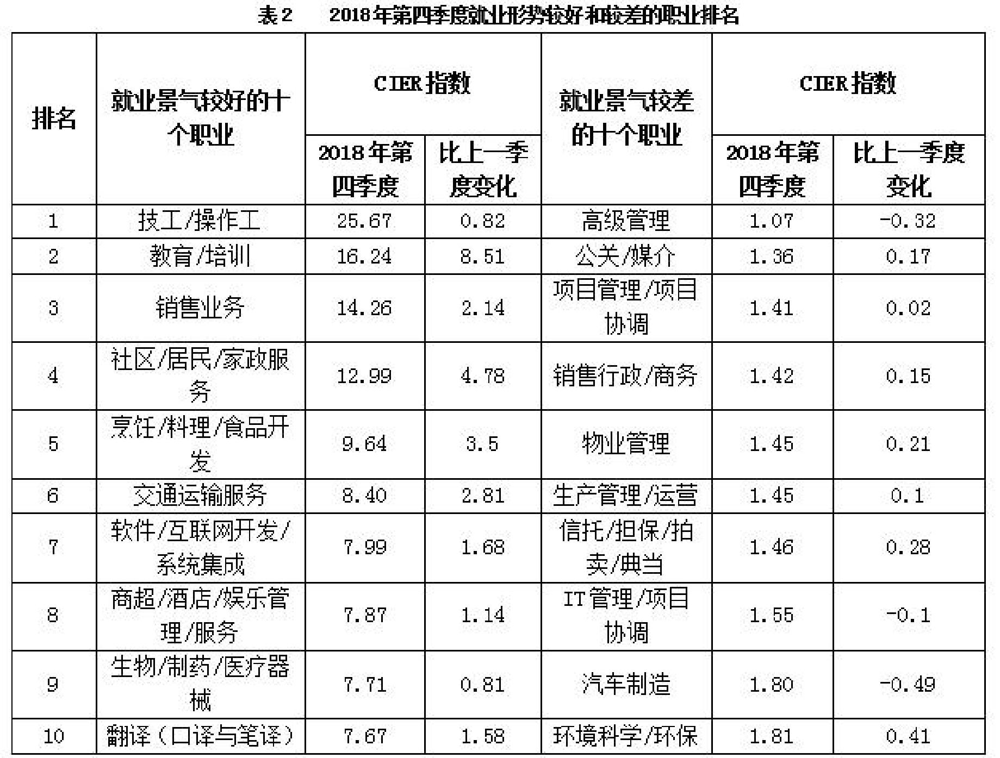 表2 2018年第四季度就业形势较好和较差的职业排名
排名 就业景气较好的十个职业 CIER指数 就业景气较差的十个职业 CIER指数
2018年第四季度 比上一季度变化 2018年第四季度 比上一季度变化
1 技工/操作工 25.67 0.82 高级管理 1.07 -0.32
2 教育/培训 16.24 8.51 公关/媒介 1.36 0.17
3 销售业务 14.26 2.14 项目管理/项目协调 1.41 0.02
4 社区/居民/家政服务 12.99 4.78 销售行政/商务 1.42 0.15
5 烹饪/料理/食品开发 9.64 3.5 物业管理 1.45 0.21
6 交通运输服务 8.40 2.81 生产管理/运营 1.45 0.1
7 软件/互联网开发/系统集成 7.99 1.68 信托/担保/拍卖/典当 1.46 0.28
8 商超/酒店/娱乐管理/服务 7.87 1.14 IT管理/项目协调 1.55 -0.1
9 生物/制药/医疗器械 7.71 0.81 汽车制造 1.80 -0.49
10 翻译（口译与笔译） 7.67 1.58 环境科学/环保 1.81 0.41